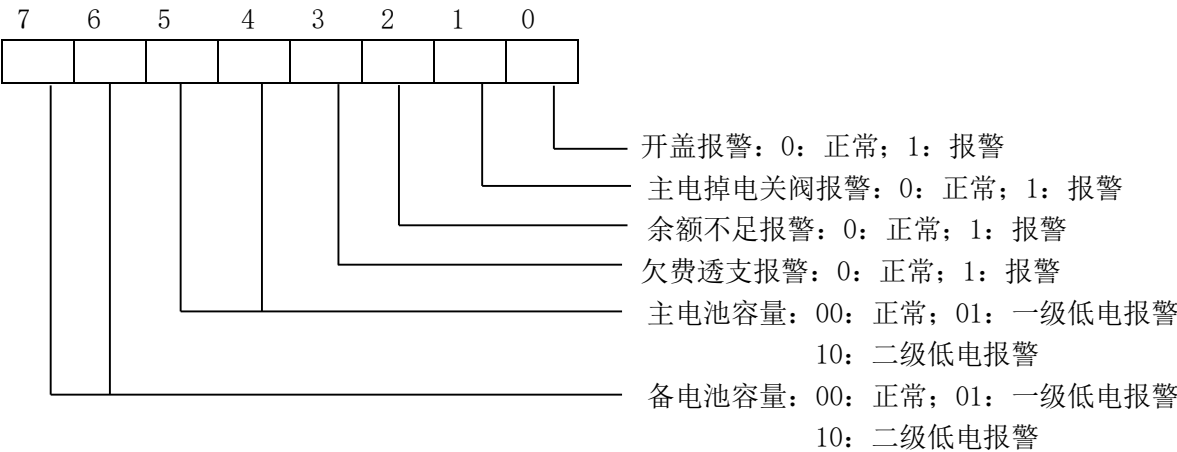 7 6 5 4 3 2 1 0
开盖报警：0：正常；1：报警
主电掉电关阀报警：0：正常；1：报警
余额不足报警：0：正常；1：报警
欠费透支报警：0：正常；1：报警
主电池容量：00：正常；01：一级低电报警
10：二级低电报警
备电池容量：00：正常；01：一级低电报警
10：二级低电报警